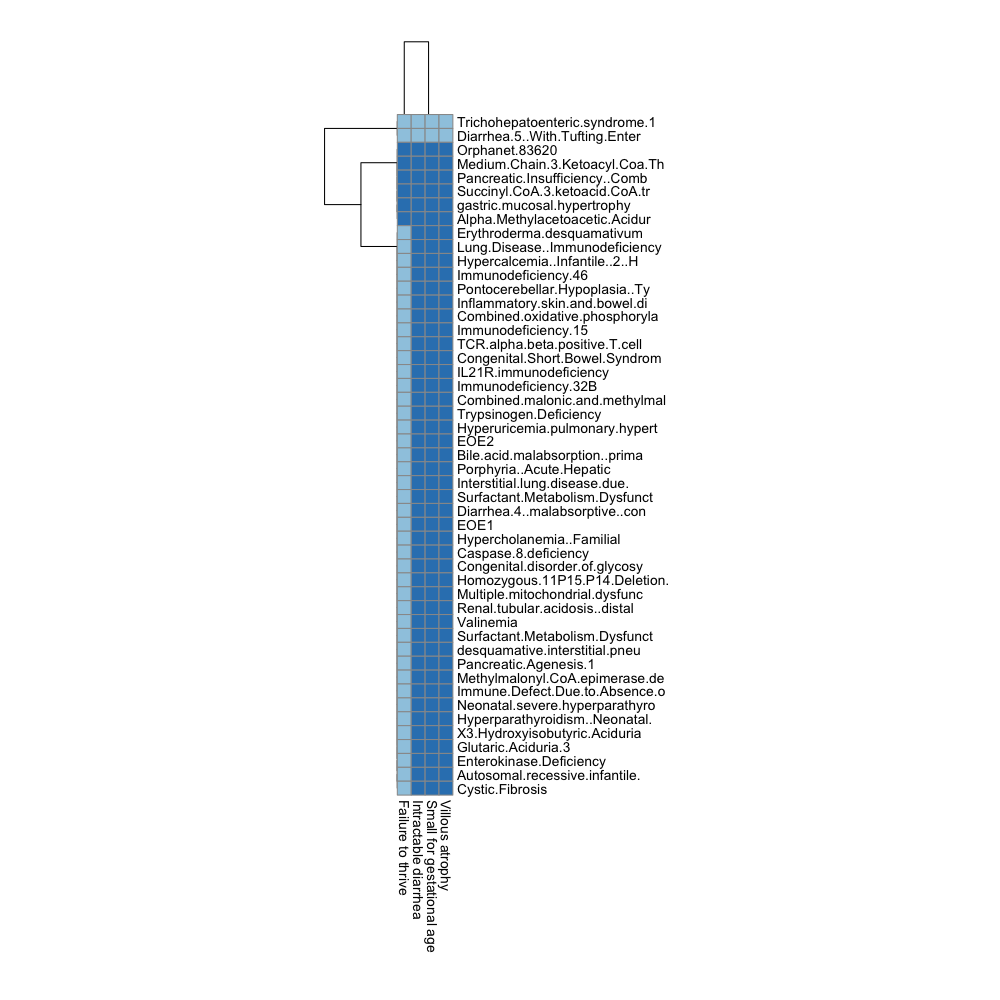 Trichohepatoenteric.syndrome.1
Diarrhea.5..With.Tufting.Enter
Orphanet.83620
Medium.Chain.3.Ketoacyl.Coa.Th
Pancreatic.Insufficiency..Comb
Succinyl.CoA.3.ketoacid.CoA.tr
gastric.mucosal.hypertrophy
Alpha.Methylacetoacetic.Acidur
Erythroderma.desquamativum
Lung.Disease..Immunodeficiency
Hypercalcemia..Infantile..2..H
Immunodeficiency.46
Pontocerebellar.Hypoplasia..Ty
Inflammatory.skin.and.bowel.di
Combined.oxidative.phosphoryla
Immunodeficiency.15
TCR.alpha.beta.positive.T.cell
Congenital.Short.Bowel.Syndrom
IL21R.immunodeficiency
Immunodeficiency.32B
Combined.malonic.and.methylmal
Trypsinogen.Deficiency
Hyperuricemia.pulmonary.hypert
EOE2
Bile.acid.malabsorption..prima
Porphyria..Acute.Hepatic
Interstitial.lung.disease.due.
Surfactant.Metabolism.Dysfunct
Diarrhea.4..malabsorptive..con
EOE1
Hypercholanemia..Familial
Caspase.8.deficiency
Congenital.disorder.of.glycosy
Homozygous.11P15.P14.Deletion.
Multiple.mitochondrial.dysfunc
Renal.tubular.acidosis..distal
Valinemia
Surfactant.Metabolism.Dysfunct
desquamative.interstitial.pneu
Pancreatic.Agenesis.1
Methylmalonyl.CoA.epimerase.de
Immune.Defect.Due.to.Absence.o
Neonatal.severe.hyperparathyro
Hyperparathyroidism..Neonatal.
X3.Hydroxyisobutyric.Aciduria
Glutaric.Aciduria.3
Enterokinase.Deficiency
Autosomal.recessive.infantile.
Cystic.Fibrosis
Failure to thrive
Intractable diarrhea
Small for gestational age
Villous atrophy